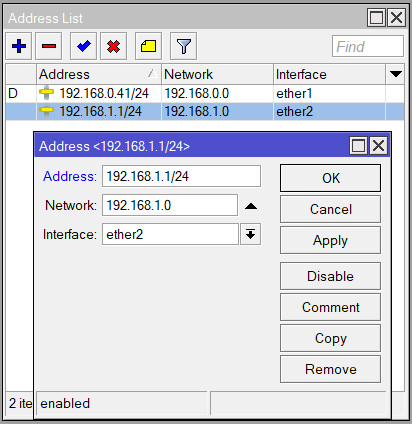 Address List
Find
Address Network Interface
D 192.168.0.41/24 192.168.0.0 ether1
192.168.1.1/24 192.168.1.0 ether2
Address <192.168.1.1/24>
Address: 192.168.1.1/24
Network: 192.168.1.0
Interface: ether2
OK
Cancel
Apply
Disable
Comment
Copy
Remove
2 ite
enabled